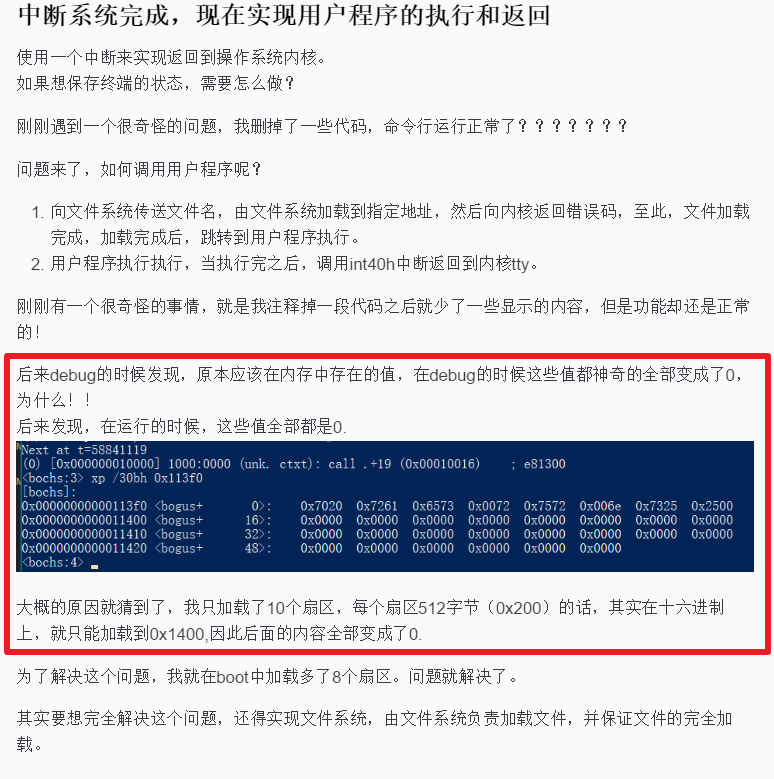 中断系统完成，现在实现用户程序的执行和返回
使用一个中断来实现返回到操作系统内核。
如果想保存终端的状态，需要怎么做？
刚刚遇到一个很奇怪的问题，我删掉了一些代码，命令行运行正常了？？？？？？？
问题来了，如何调用用户程序呢？
1. 向文件系统传送文件名，由文件系统加载到指定地址，然后向内核返回错误码，至此，文件加载
完成，加载完成后，跳转到用户程序执行。
2. 用户程序执行执行，当执行完之后，调用int40h中断返回到内核tty。
刚刚有一个很奇怪的事情，就是我注释掉一段代码之后就少了一些显示的内容，但是功能却还是正常
的！
后来debug的时候发现，原本应该在内存中存在的值，在debug的时候这些值都神奇的全部变成了0，
为什么！！
后来发现，在运行的时候，这些值全部都是0.
Next at t=58841119
(0) [0x000000010000] 1000:0000 (unk. ctxt): call .+19 (0x00010016) ; e81300
<bochs:3> xp /30bh 0x113f0
[bochs]:
0x00000000000113f0 <bogus+ 0>: 0x7020 0x7261 0x6573 0x0072 0x7572 0x006e 0x7325 0x2500
0x0000000000011400 <bogus+ 16>: 0x0000 0x0000 0x0000 0x0000 0x0000 0x0000 0x0000 0x0000
0x0000000000011410 <bogus+ 32>: 0x0000 0x0000 0x0000 0x0000 0x0000 0x0000 0x0000 0x0000
0x0000000000011420 <bogus+ 48>: 0x0000 0x0000 0x0000 0x0000 0x0000 0x0000
<bochs:4>
大概的原因就猜到了，我只加载了10个扇区，每个扇区512字节（0x200）的话，其实在十六进制
上，就只能加载到0x1400,因此后面的内容全部变成了0.
为了解决这个问题，我就在boot中加载多了8个扇区。问题就解决了。
其实要想完全解决这个问题，还得实现文件系统，由文件系统负责加载文件，并保证文件的完全加
载。